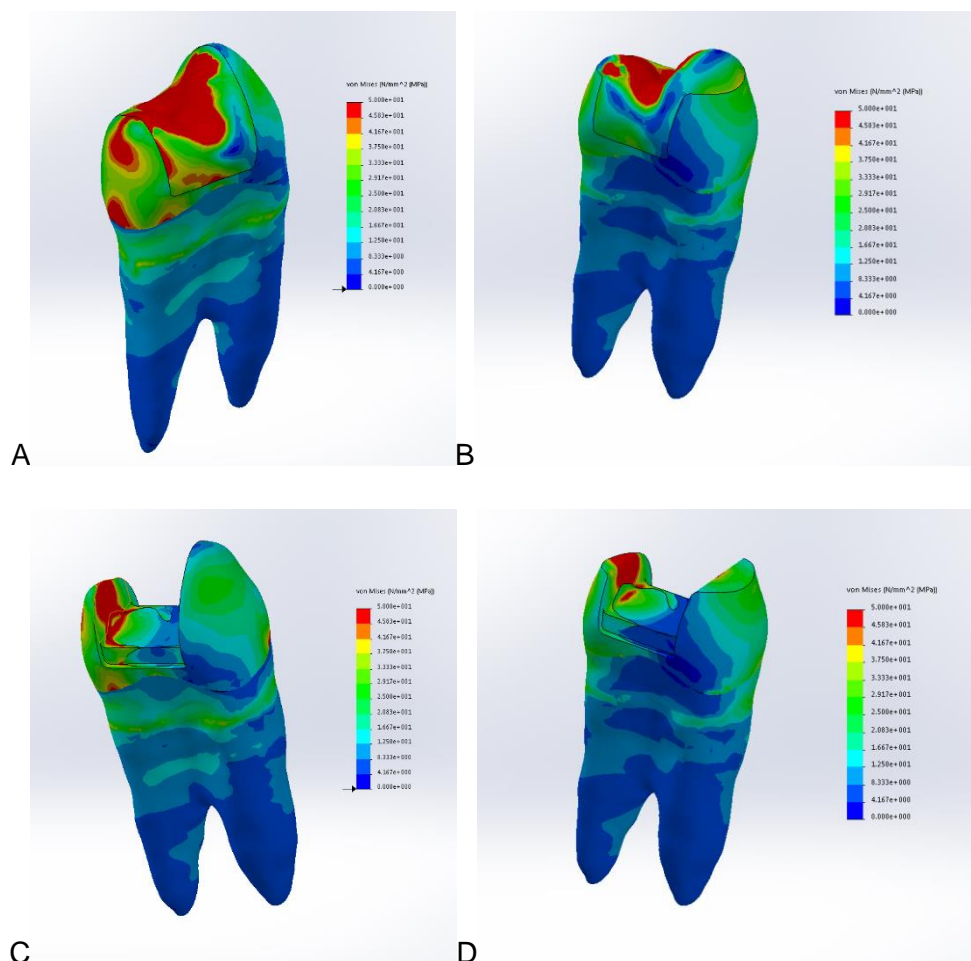 von Mises (N/mm^2 (MPa))
5.000e+001
4.583e+001
4.167e+001
3.750e+001
3.333e+001
2.917e+001
2.500e+001
2.083e+001
1.667e+001
1.250e+001
8.333e+000
4.167e+000
0.000e+000
A
von Mises (N/mm^2 (MPa))
5.000e+001
4.583e+001
4.167e+001
3.750e+001
3.333e+001
2.917e+001
2.500e+001
2.083e+001
1.667e+001
1.250e+001
8.333e+000
4.167e+000
0.000e+000
B
von Mises (N/mm^2 (MPa))
5.000e+001
4.583e+001
4.167e+001
3.750e+001
3.333e+001
2.917e+001
2.500e+001
2.083e+001
1.667e+001
1.250e+001
8.333e+000
4.167e+000
0.000e+000
C
von Mises (N/mm^2 (MPa))
5.000e+001
4.583e+001
4.167e+001
3.750e+001
3.333e+001
2.917e+001
2.500e+001
2.083e+001
1.667e+001
1.250e+001
8.333e+000
4.167e+000
0.000e+000
D